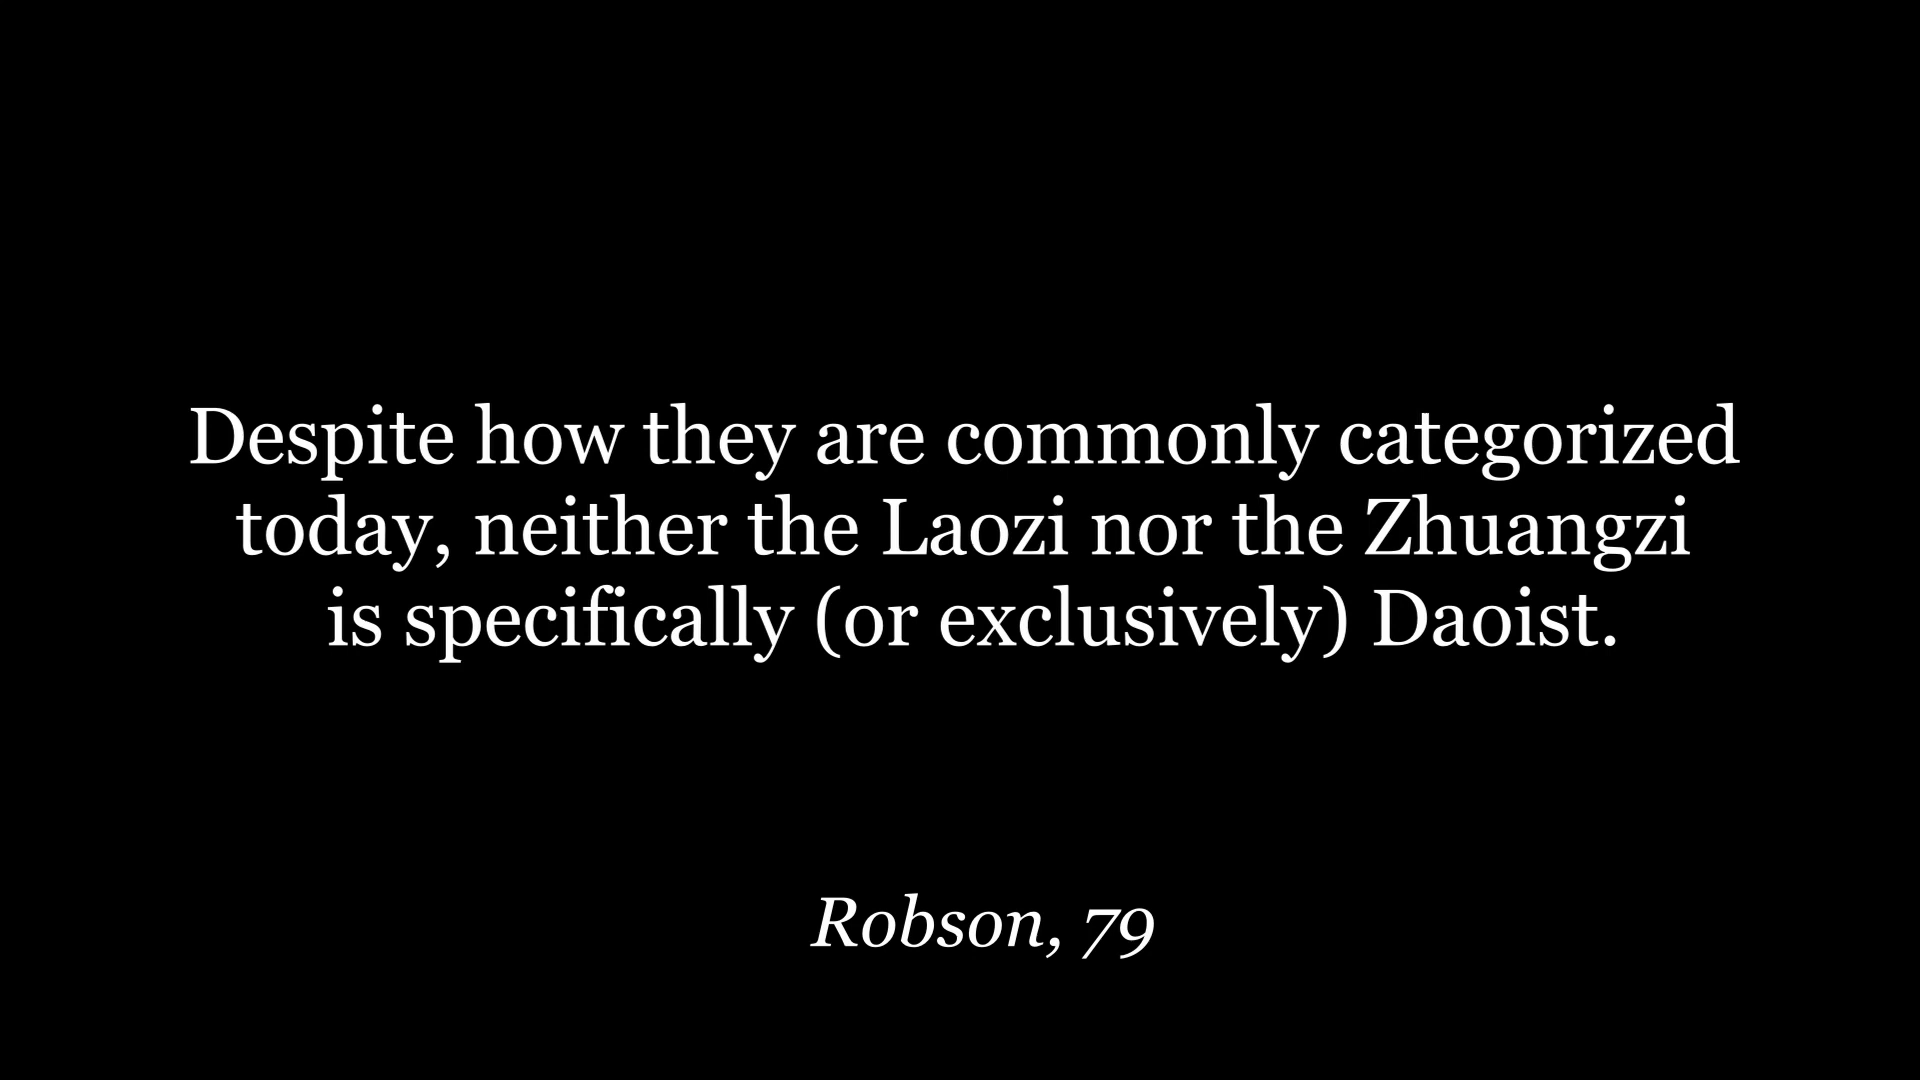 Despite how they are commonly categorized
today, neither the Laozi nor the Zhuangzi
is specifically (or exclusively) Daoist.
Robson, 79